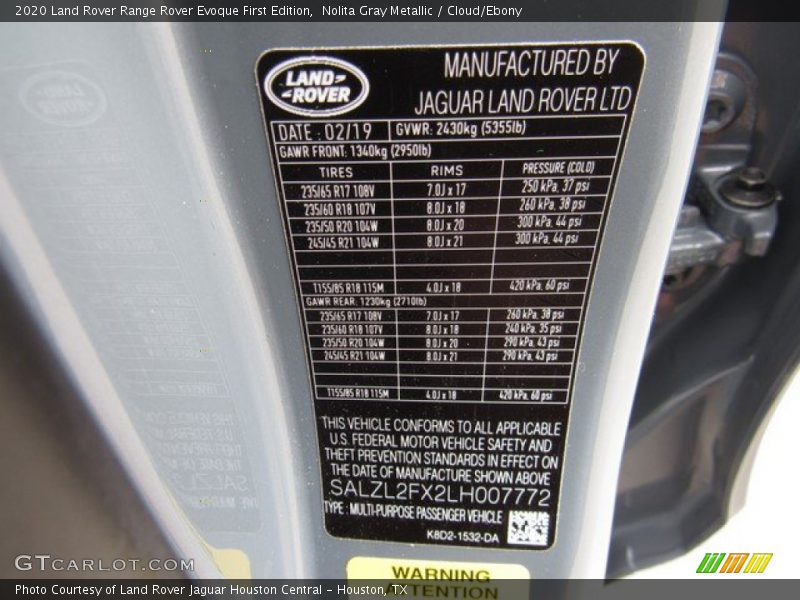 2020 Land Rover Range Rover Evoque First Edition, Nolita Gray Metallic / Cloud/Ebony
LAND-
-ROVER
MANUFACTURED BY
JAGUAR LAND ROVER LTD
DATE : 02/19 GVWR: 2430kg (5355lb)
GAWR FRONT: 1340kg (2950lb)
TIRES RIMS PRESSURE (COLD)
235/65 R17 108V 7.0J x 17 250 kPa, 37 psi
235/60 R18 107V 8.0J x 18 260 kPa, 38 psi
235/50 R20 104W 8.0J x 20 300 kPa, 44 psi
245/45 R21 104W 8.0J x 21 300 kPa, 44 psi
T155/85 R18 115M 4.0J x 18 420 kPa, 60 psi
GAWR REAR: 1230kg (2710lb)
235/65 R17 108V 7.0J x 17 260 kPa, 38 psi
235/60 R18 107V 8.0J x 18 240 kPa, 35 psi
235/50 R20 104W 8.0J x 20 290 kPa, 43 psi
245/45 R21 104W 8.0J x 21 290 kPa, 43 psi
T155/85 R18 115M 4.0J x 18 420 kPa, 60 psi
THIS VEHICLE CONFORMS TO ALL APPLICABLE
U.S. FEDERAL MOTOR VEHICLE SAFETY AND
THEFT PREVENTION STANDARDS IN EFFECT ON
THE DATE OF MANUFACTURE SHOWN ABOVE
SALZL2FX2LH007772
TYPE : MULTI-PURPOSE PASSENGER VEHICLE
K8D2-1532-DA
WARNING
ATTENTION
GTCarLot.com
Photo Courtesy of Land Rover Jaguar Houston Central - Houston, TX